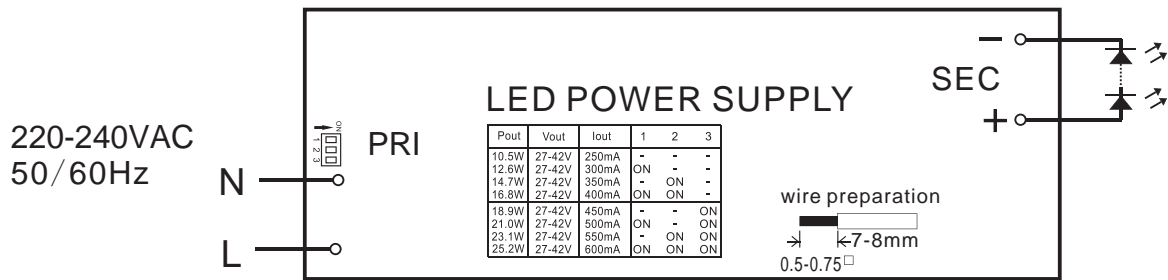 220-240VAC
50/60Hz
N
L
ON
1 2 3
PRI
LED POWER SUPPLY
Pout Vout Iout 1 2 3
10.5W 27-42V 250mA - - -
12.6W 27-42V 300mA ON - -
14.7W 27-42V 350mA - ON -
16.8W 27-42V 400mA ON ON -
18.9W 27-42V 450mA - - ON
21.0W 27-42V 500mA ON - ON
23.1W 27-42V 550mA - ON ON
25.2W 27-42V 600mA ON ON ON
-
SEC
+
wire preparation
7-8mm
0.5-0.75□